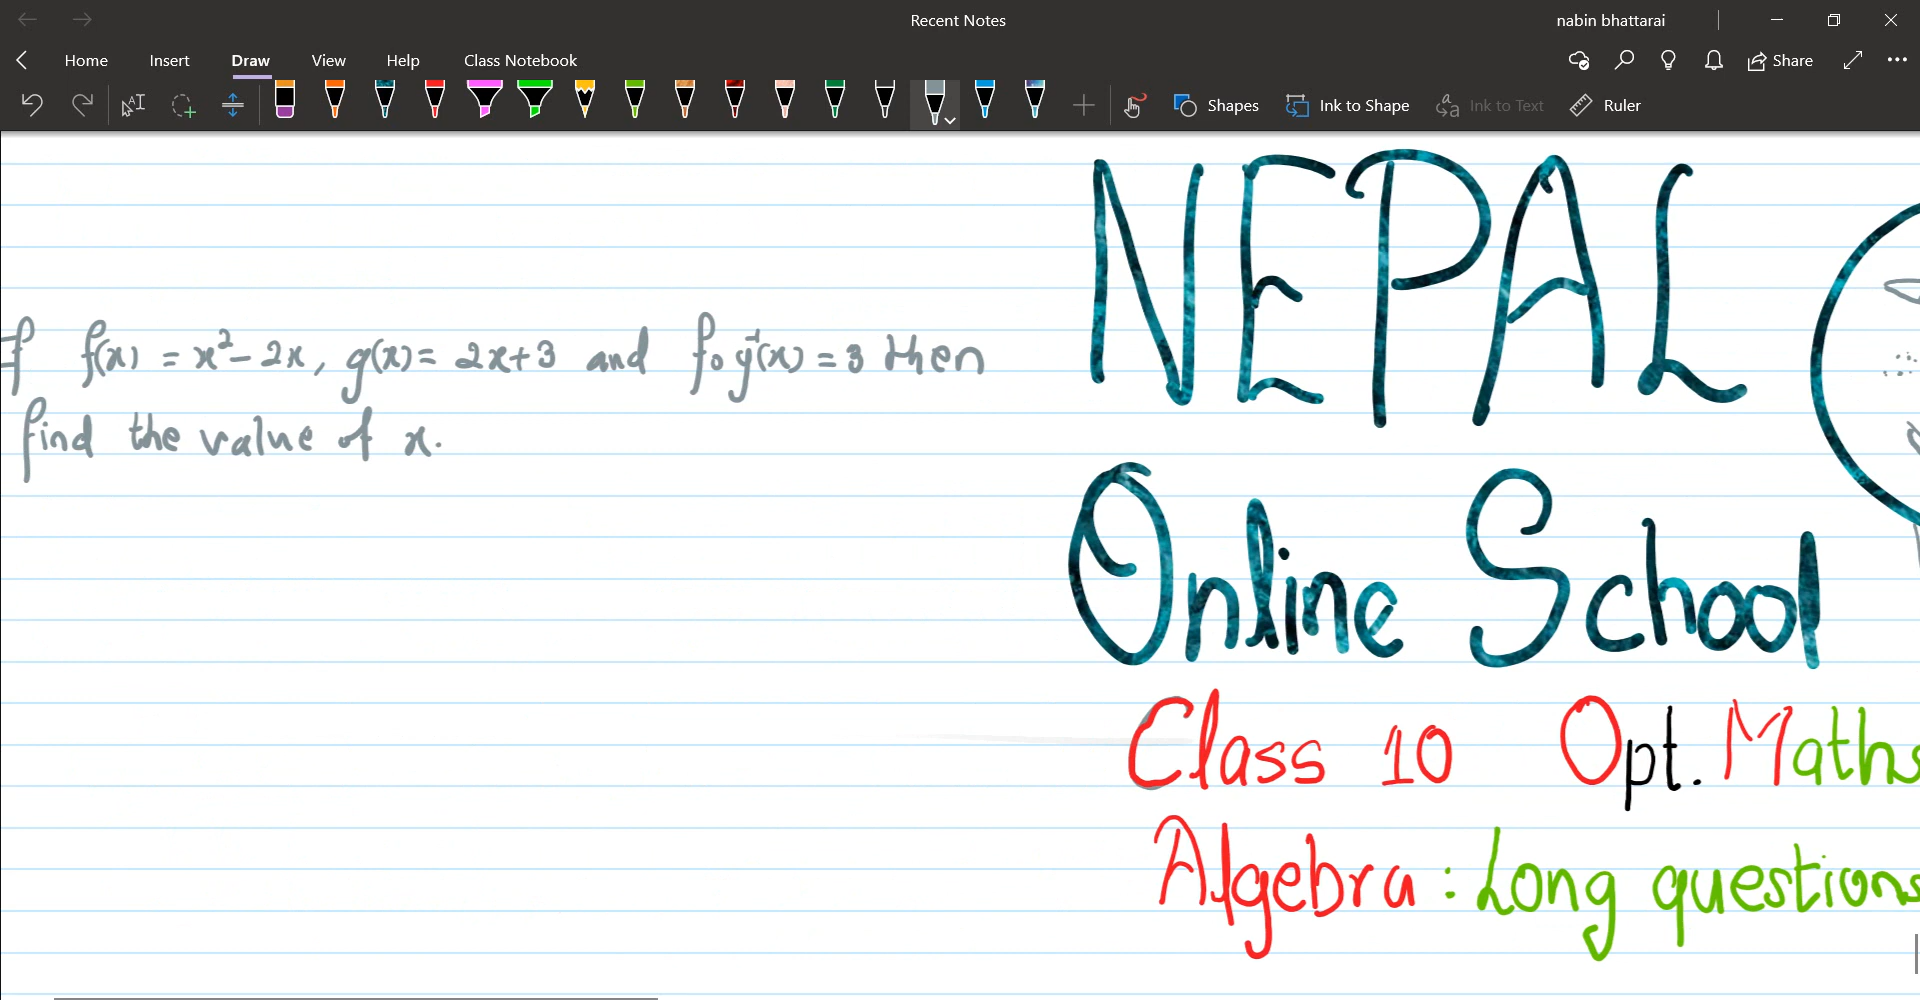 Recent Notes
nabin bhattarai
Home Insert Draw View Help Class Notebook
Share
Shapes Ink to Shape Ink to Text Ruler
If f(x) = x² - 2x, g(x) = 2x+3 and fog⁻¹(x) = 3 then
find the value of x.
NEPAL
Online School
Class 10 Opt. Maths
Algebra : Long questions